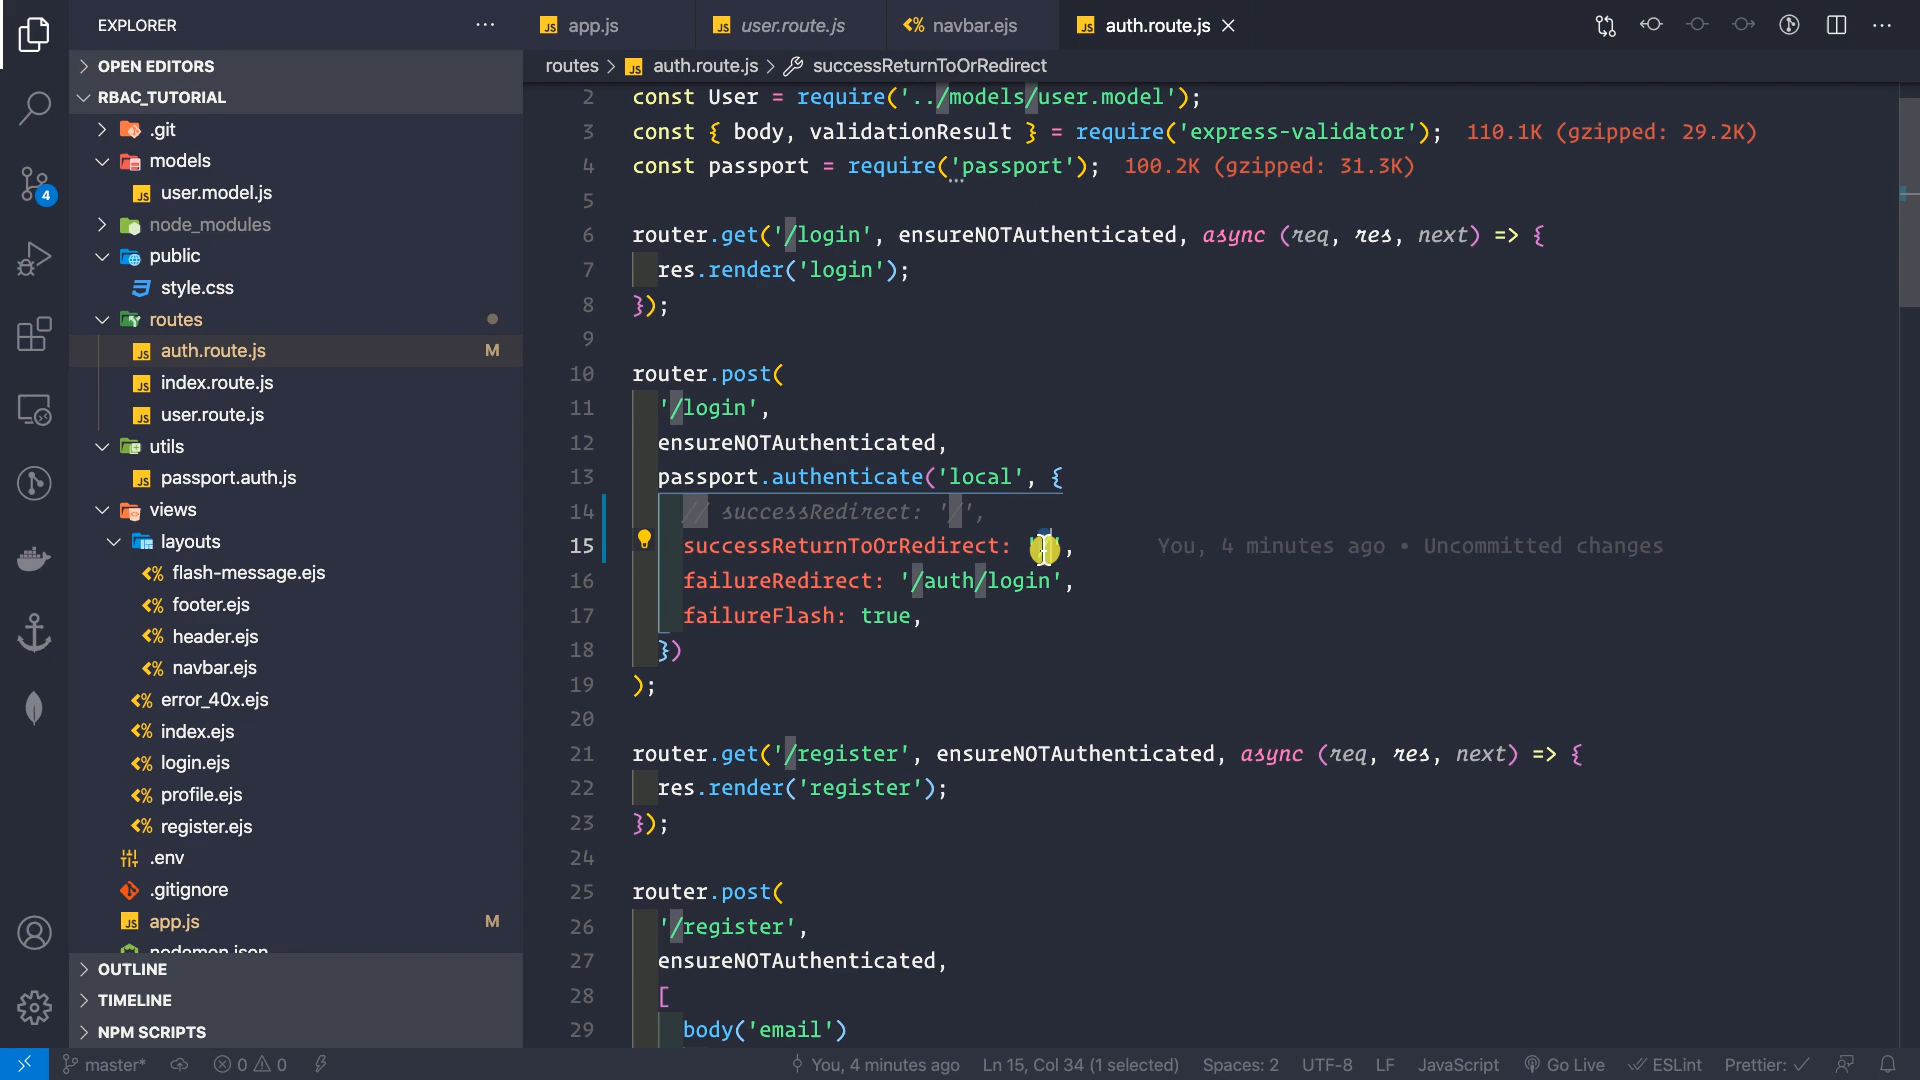 EXPLORER
OPEN EDITORS
RBAC_TUTORIAL
.git
models
user.model.js
node_modules
public
style.css
routes
auth.route.js M
index.route.js
user.route.js
utils
passport.auth.js
views
layouts
flash-message.ejs
footer.ejs
header.ejs
navbar.ejs
error_40x.ejs
index.ejs
login.ejs
profile.ejs
register.ejs
.env
.gitignore
app.js M
nodemon.json
OUTLINE
TIMELINE
NPM SCRIPTS
4
app.js user.route.js navbar.ejs auth.route.js
routes > auth.route.js > successReturnToOrRedirect
2 const User = require('../models/user.model');
3 const { body, validationResult } = require('express-validator'); 110.1K (gzipped: 29.2K)
4 const passport = require('passport'); 100.2K (gzipped: 31.3K)
5
6 router.get('/login', ensureNOTAuthenticated, async (req, res, next) => {
7 res.render('login');
8 });
9
10 router.post(
11 '/login',
12 ensureNOTAuthenticated,
13 passport.authenticate('local', {
14 // successRedirect: '/',
15 successReturnToOrRedirect: '/', You, 4 minutes ago • Uncommitted changes
16 failureRedirect: '/auth/login',
17 failureFlash: true,
18 })
19 );
20
21 router.get('/register', ensureNOTAuthenticated, async (req, res, next) => {
22 res.render('register');
23 });
24
25 router.post(
26 '/register',
27 ensureNOTAuthenticated,
28 [
29 body('email')
master* 0 0 You, 4 minutes ago Ln 15, Col 34 (1 selected) Spaces: 2 UTF-8 LF JavaScript Go Live ESLint Prettier: ✓